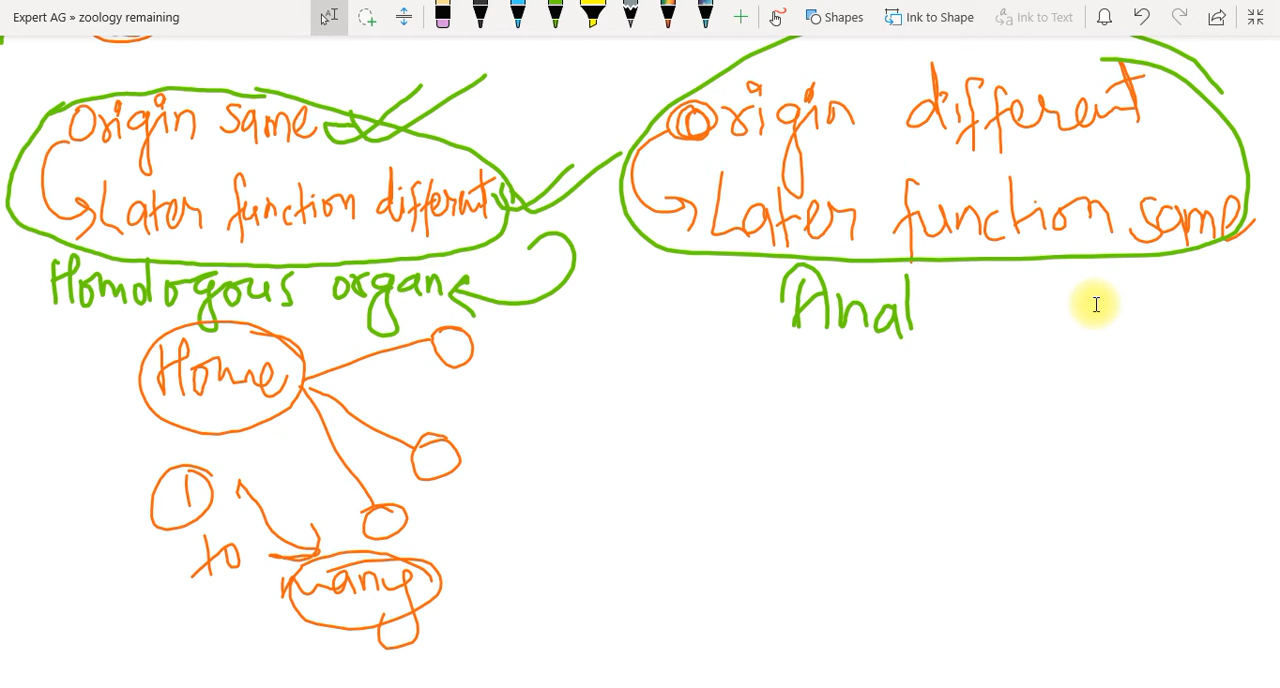 Expert AG » zoology remaining
Shapes
Ink to Shape
Ink to Text
Origin same
Later function different
Homologous organ
Home
1
to
many
Origin different
Later function same
Anal